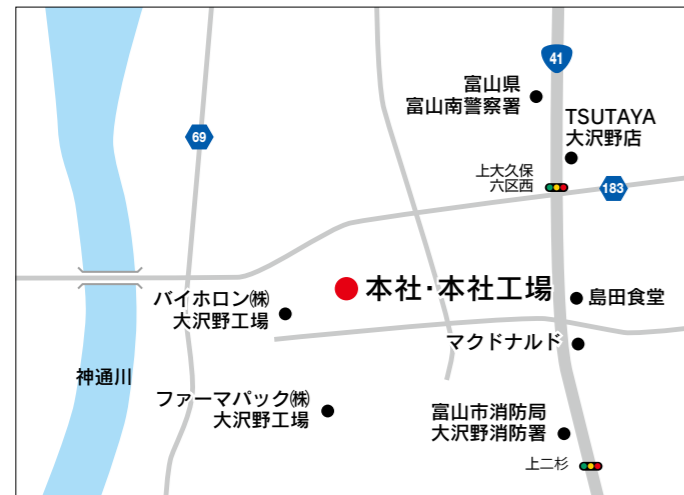 41
富山県
富山南警察署
TSUTAYA
大沢野店
69
上大久保
六区西
183
本社・本社工場
バイホロン㈱
大沢野工場
島田食堂
マクドナルド
神通川
ファーマパック㈱
大沢野工場
富山市消防局
大沢野消防署
上二杉